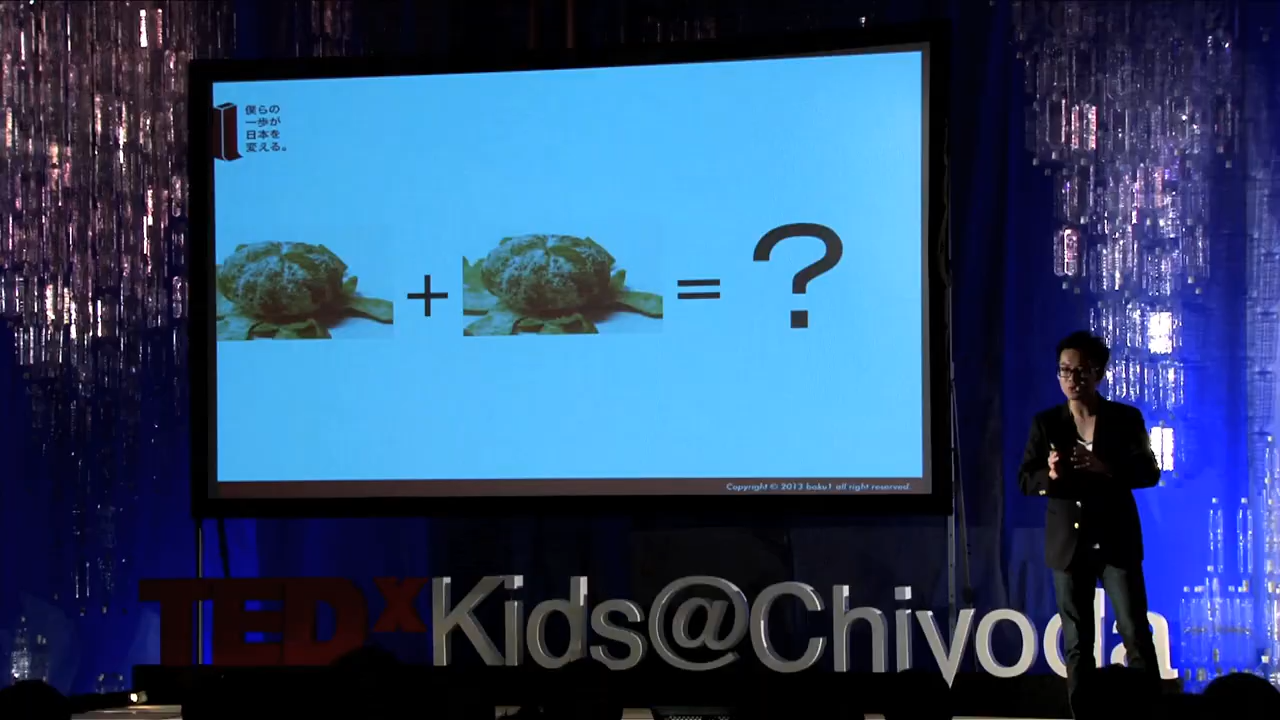 僕らの
一歩が
日本を
変える。
+ = ?
Copyright © 2013 boku1 all right reserved.
TEDxKids@Chiyoda